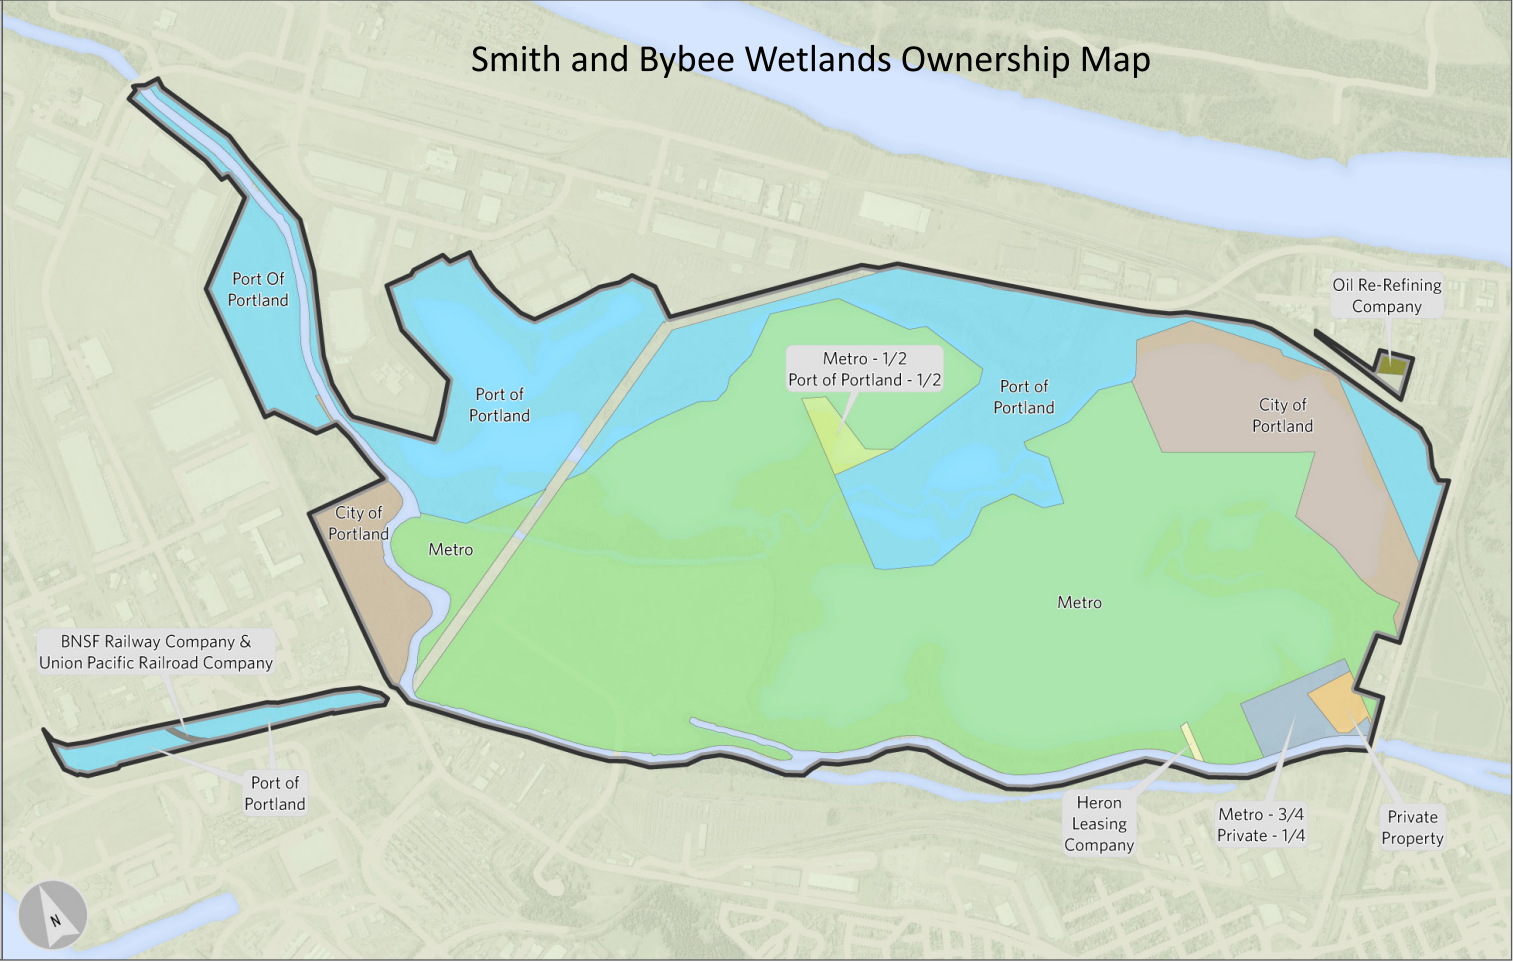 Smith and Bybee Wetlands Ownership Map
Port Of
Portland
Oil Re-Refining
Company
Metro - 1/2
Port of Portland - 1/2
Port of
Portland
Port of
Portland
City of
Portland
City of
Portland
Metro
Metro
BNSF Railway Company &
Union Pacific Railroad Company
Port of
Portland
Heron
Leasing
Company
Metro - 3/4
Private - 1/4
Private
Property
N